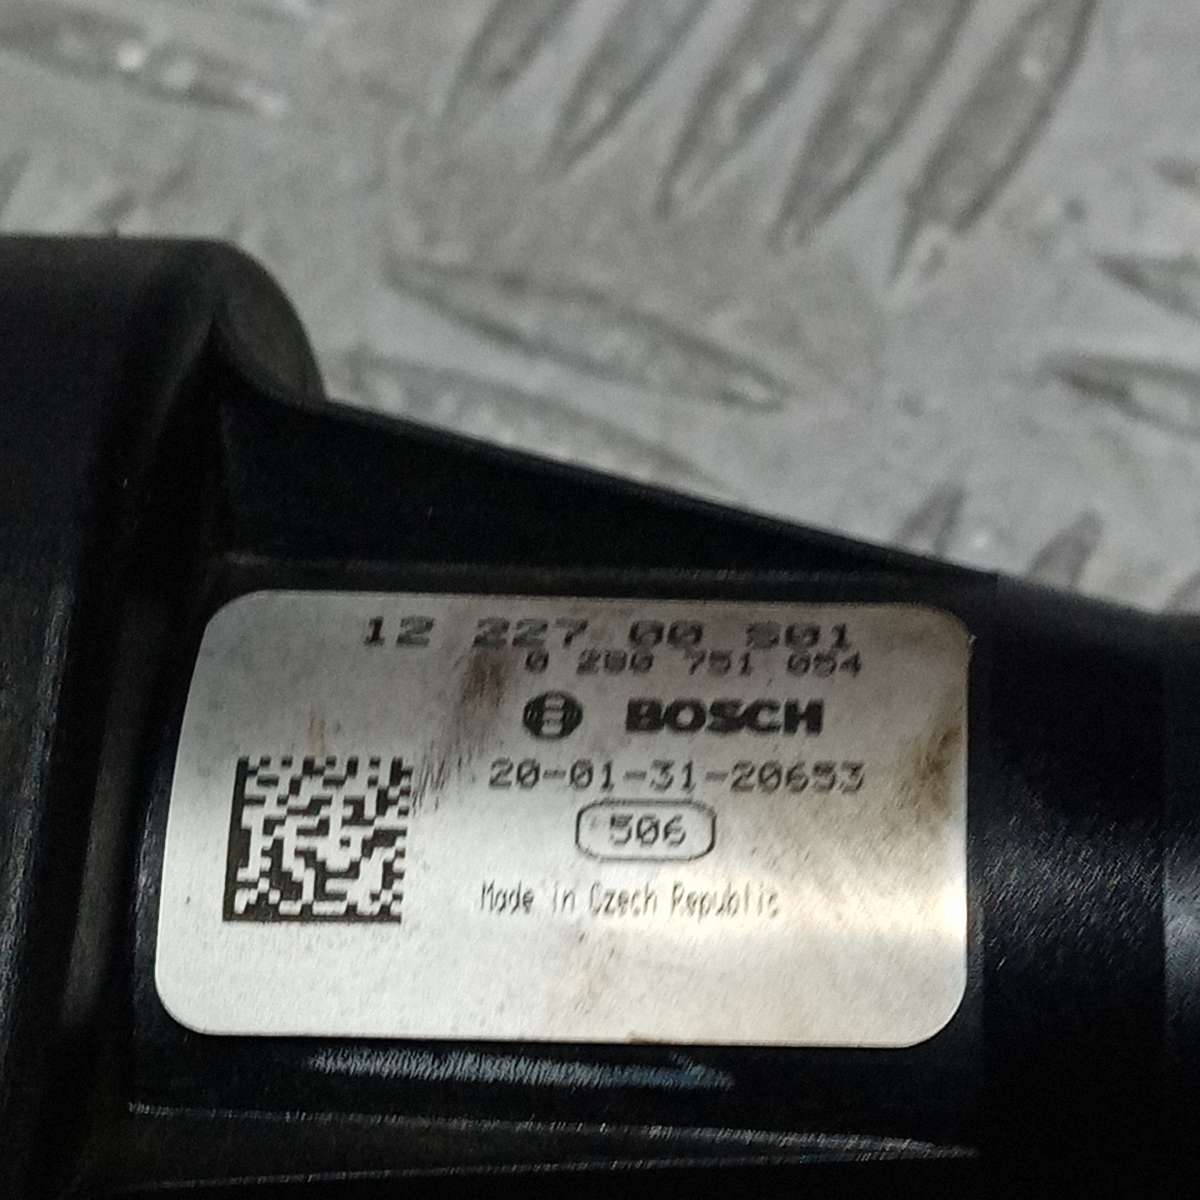 12 227 00 S01
0 280 751 054
BOSCH
20-01-31-20653
506
Made in Czech Republic